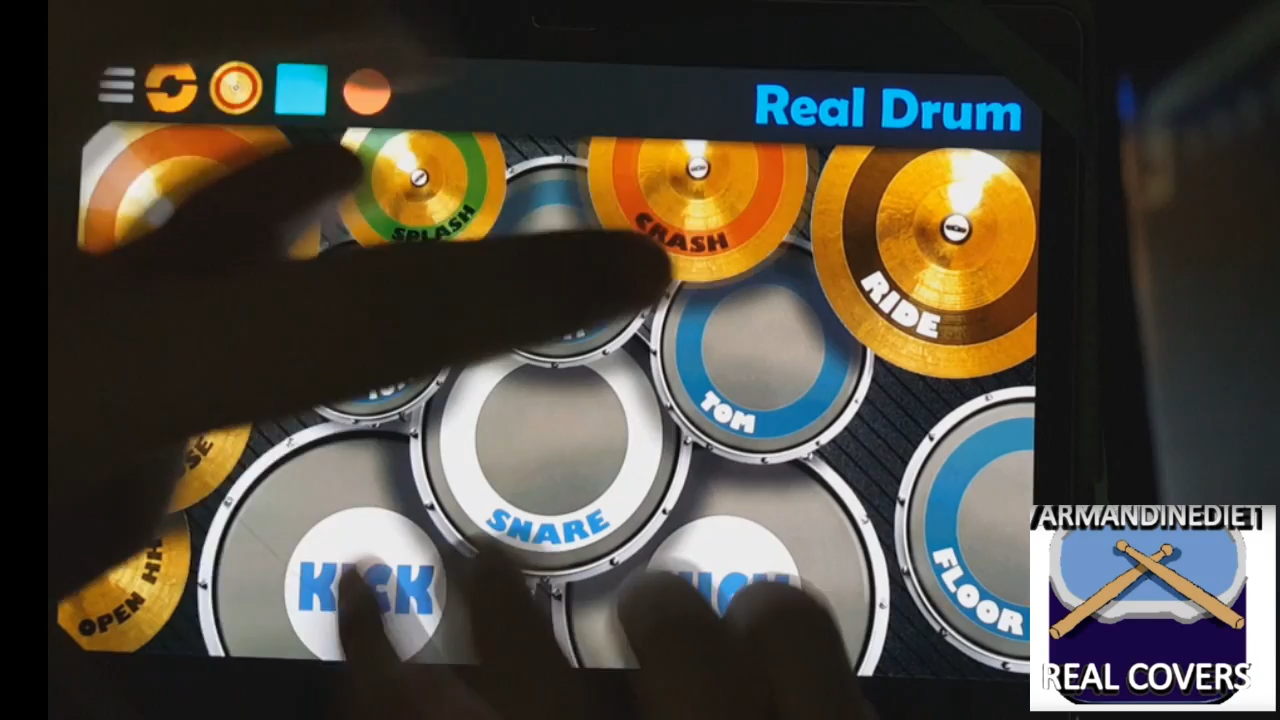 Real Drum
SPLASH
CRASH
RIDE
TOM
SNARE
KICK
OPEN HH
FLOOR
ARMANDINEDIET
REAL COVERS